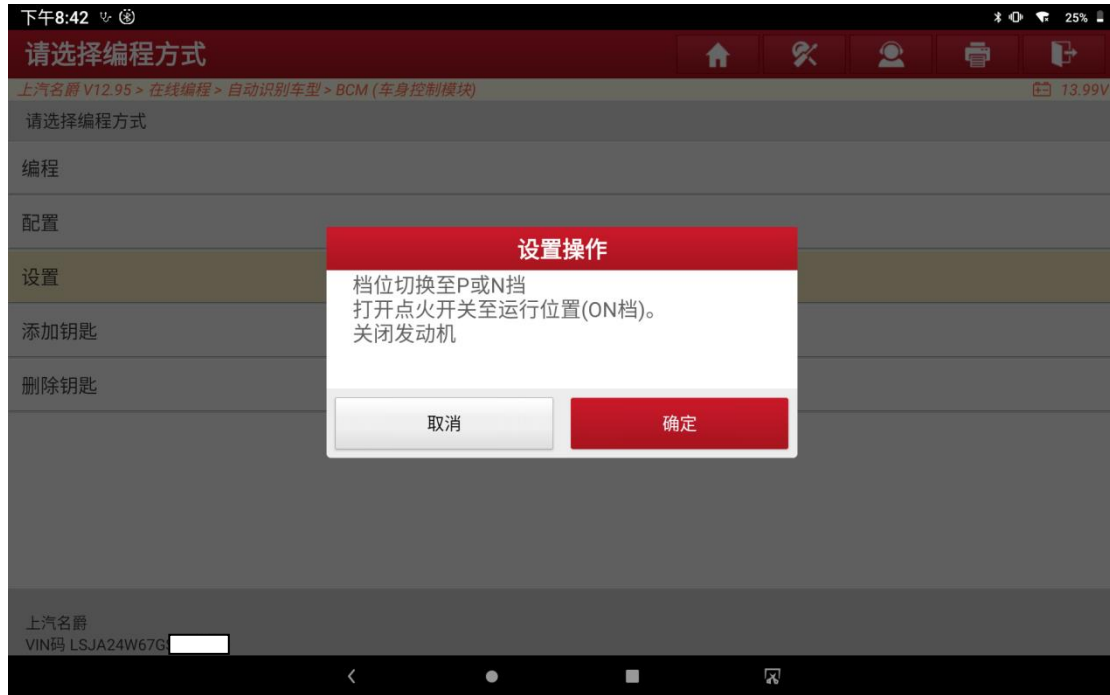 下午8:42
25%
请选择编程方式
上汽名爵 V12.95 > 在线编程 > 自动识别车型 > BCM (车身控制模块)
13.99V
请选择编程方式
编程
配置
设置
添加钥匙
删除钥匙
设置操作
档位切换至P或N挡
打开点火开关至运行位置(ON档)。
关闭发动机
取消
确定
上汽名爵
VIN码 LSJA24W67G